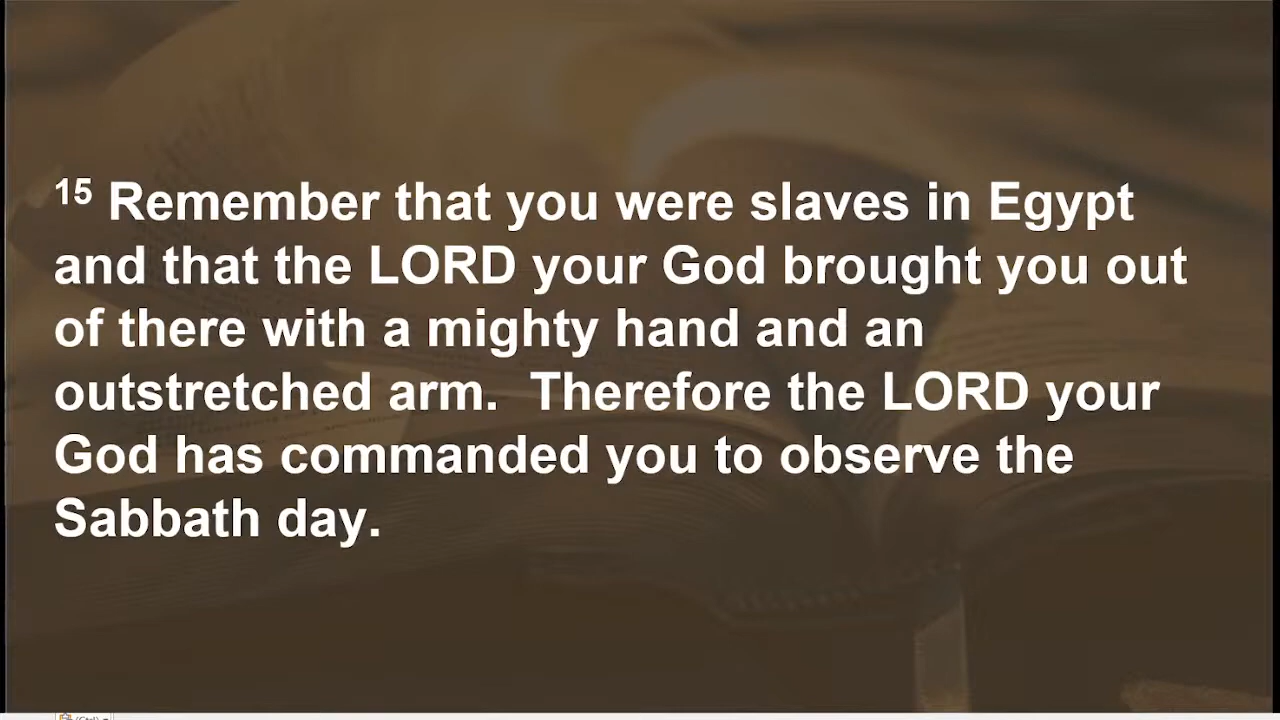 15 Remember that you were slaves in Egypt
and that the LORD your God brought you out
of there with a mighty hand and an
outstretched arm.  Therefore the LORD your
God has commanded you to observe the
Sabbath day.
(Ctrl)